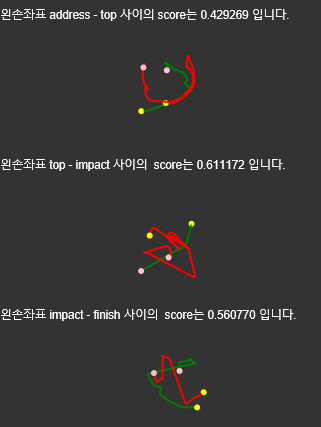 왼손좌표 address - top 사이의 score는 0.429269 입니다.
왼손좌표 top - impact 사이의  score는 0.611172 입니다.
왼손좌표 impact - finish 사이의  score는 0.560770 입니다.